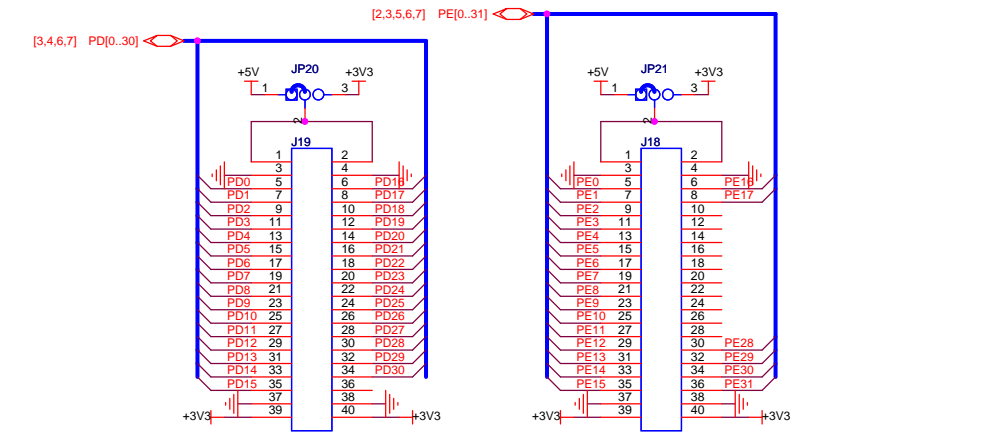 [2,3,5,6,7] PE[0..31]
[3,4,6,7] PD[0..30]
+5V JP20 +3V3
1 3
2
J19
1 2
3 4
PD0 5 6 PD16
PD1 7 8 PD17
PD2 9 10 PD18
PD3 11 12 PD19
PD4 13 14 PD20
PD5 15 16 PD21
PD6 17 18 PD22
PD7 19 20 PD23
PD8 21 22 PD24
PD9 23 24 PD25
PD10 25 26 PD26
PD11 27 28 PD27
PD12 29 30 PD28
PD13 31 32 PD29
PD14 33 34 PD30
PD15 35 36
37 38
+3V3 39 40 +3V3
+5V JP21 +3V3
1 3
2
J18
1 2
3 4
PE0 5 6 PE16
PE1 7 8 PE17
PE2 9 10
PE3 11 12
PE4 13 14
PE5 15 16
PE6 17 18
PE7 19 20
PE8 21 22
PE9 23 24
PE10 25 26
PE11 27 28
PE12 29 30 PE28
PE13 31 32 PE29
PE14 33 34 PE30
PE15 35 36 PE31
37 38
+3V3 39 40 +3V3